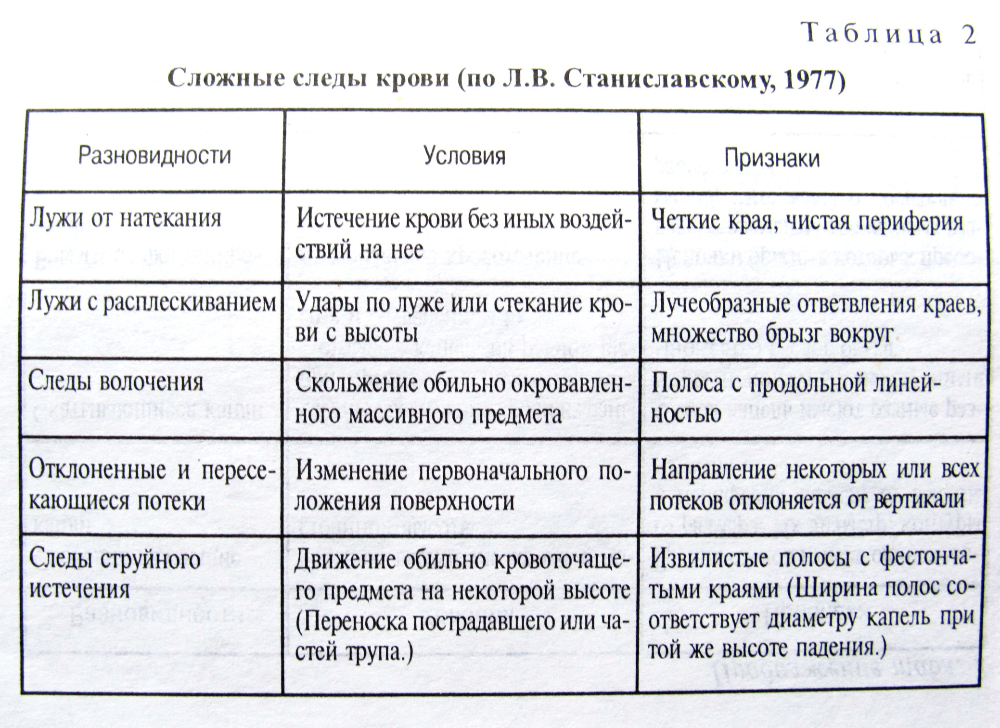 Таблица 2
Сложные следы крови (по Л.В. Станиславскому, 1977)
Разновидности
Условия
Признаки
Лужи от натекания
Истечение крови без иных воздей-
ствий на нее
Четкие края, чистая периферия
Лужи с расплескиванием
Удары по луже или стекание кро-
ви с высоты
Лучеобразные ответвления краев,
множество брызг вокруг
Следы волочения
Скольжение обильно окровавлен-
ного массивного предмета
Полоса с продольной линей-
ностью
Отклоненные и пересе-
кающиеся потеки
Изменение первоначального по-
ложения поверхности
Направление некоторых или всех
потеков отклоняется от вертикали
Следы струйного
истечения
Движение обильно кровоточаще-
го предмета на некоторой высоте
(Переноска пострадавшего или ча-
стей трупа.)
Извилистые полосы с фестонча-
тыми краями (Ширина полос со-
ответствует диаметру капель при
той же высоте падения.)